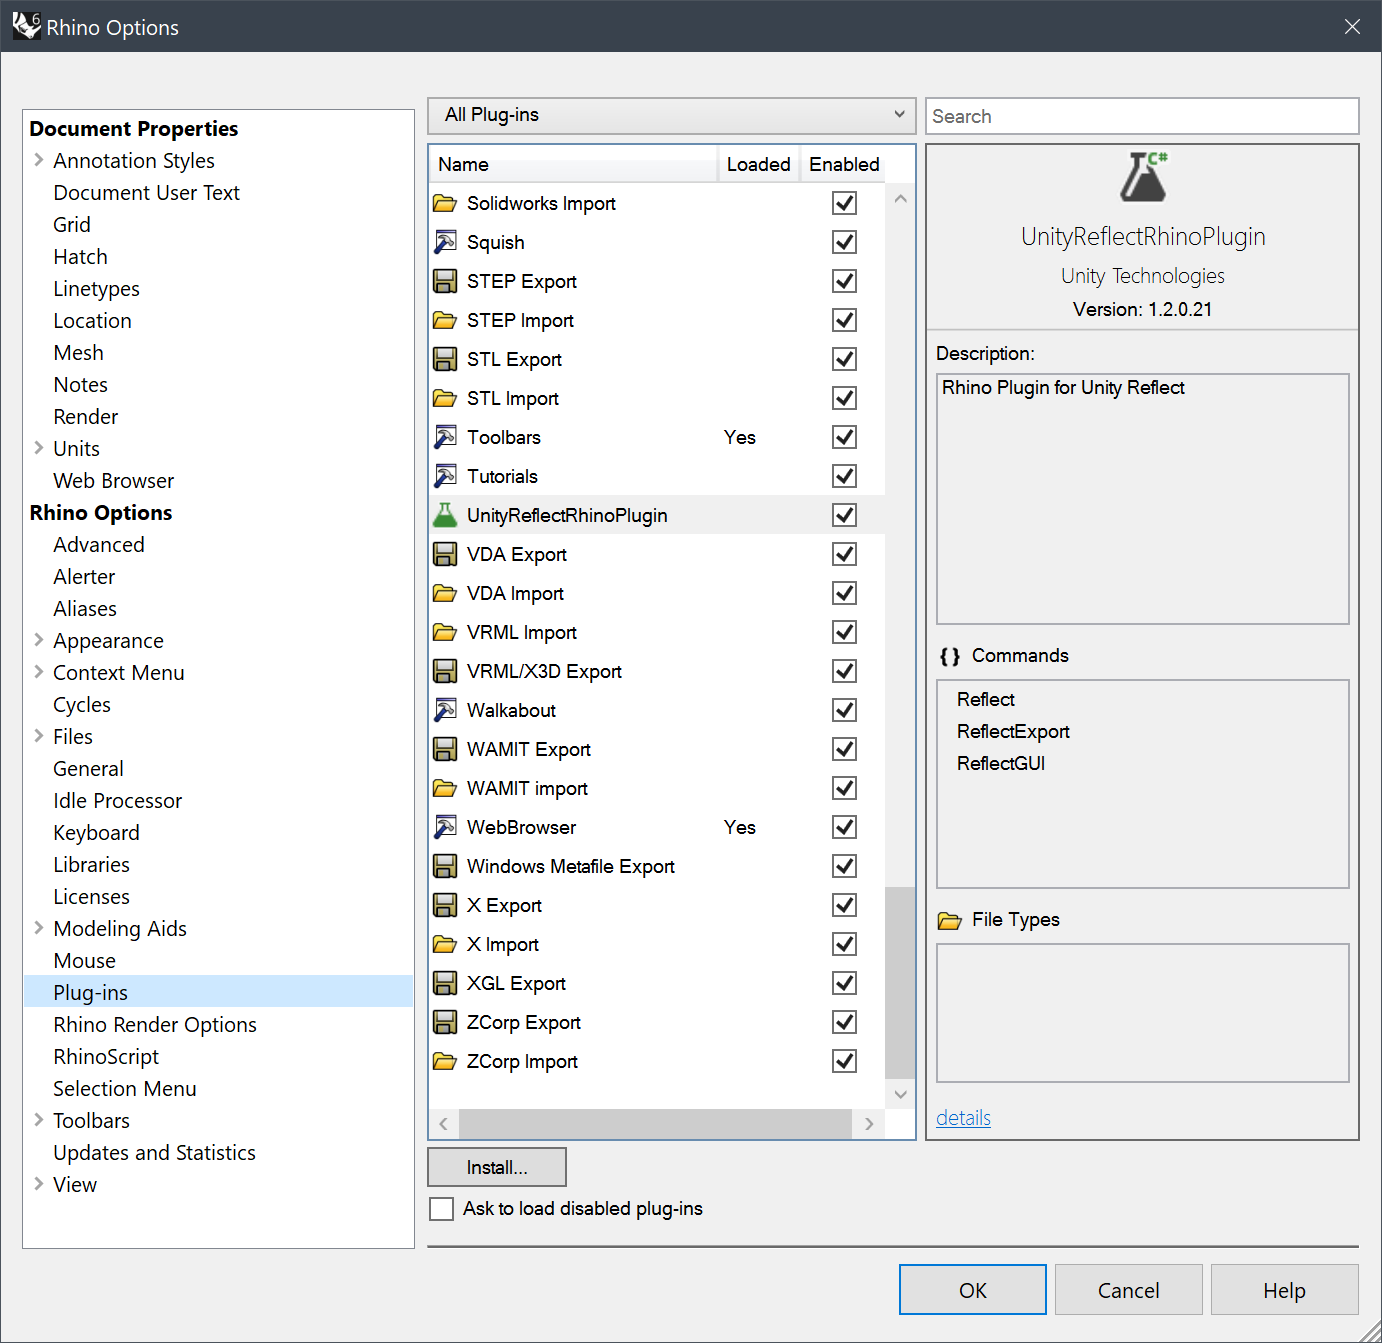 6 Rhino Options
Document Properties
Annotation Styles
Document User Text
Grid
Hatch
Linetypes
Location
Mesh
Notes
Render
Units
Web Browser
Rhino Options
Advanced
Alerter
Aliases
Appearance
Context Menu
Cycles
Files
General
Idle Processor
Keyboard
Libraries
Licenses
Modeling Aids
Mouse
Plug-ins
Rhino Render Options
RhinoScript
Selection Menu
Toolbars
Updates and Statistics
View
All Plug-ins
Name Loaded Enabled
Solidworks Import
Squish
STEP Export
STEP Import
STL Export
STL Import
Toolbars Yes
Tutorials
UnityReflectRhinoPlugin
VDA Export
VDA Import
VRML Import
VRML/X3D Export
Walkabout
WAMIT Export
WAMIT import
WebBrowser Yes
Windows Metafile Export
X Export
X Import
XGL Export
ZCorp Export
ZCorp Import
Install...
Ask to load disabled plug-ins
Search
C#
UnityReflectRhinoPlugin
Unity Technologies
Version: 1.2.0.21
Description:
Rhino Plugin for Unity Reflect
{} Commands
Reflect
ReflectExport
ReflectGUI
File Types
details
OK Cancel Help